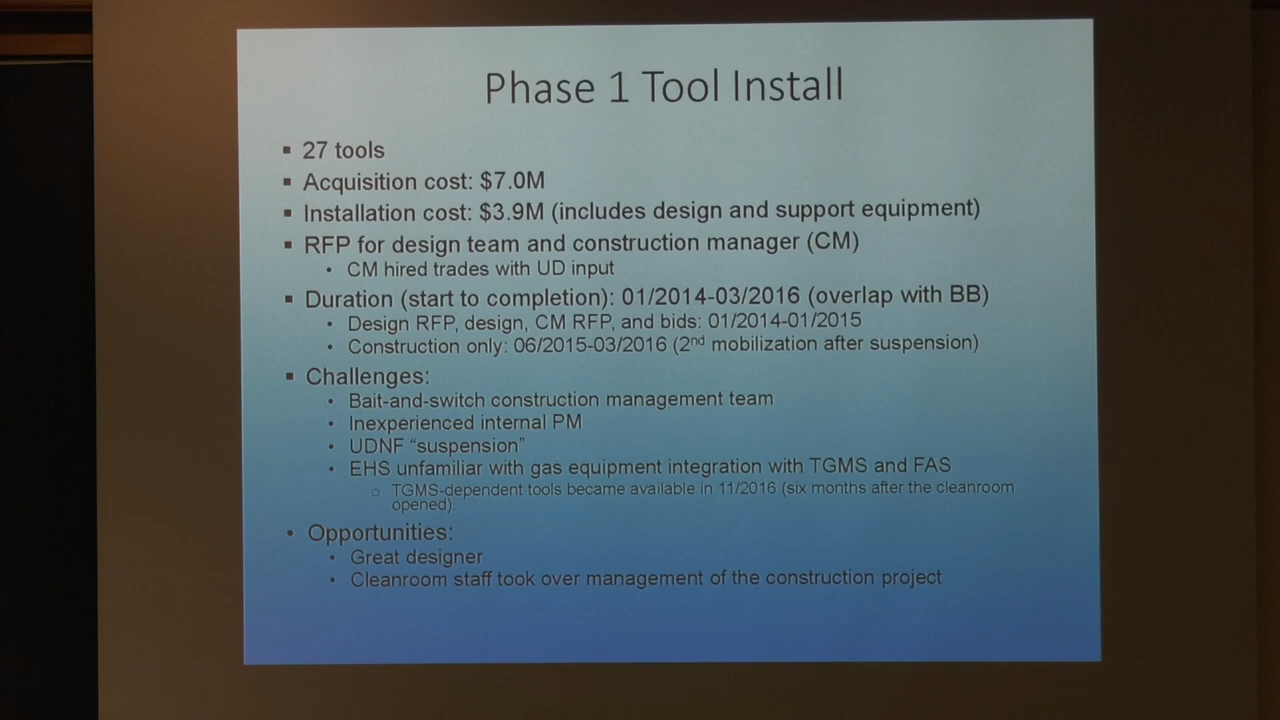 Phase 1 Tool Install
▪ 27 tools
▪ Acquisition cost: $7.0M
▪ Installation cost: $3.9M (includes design and support equipment)
▪ RFP for design team and construction manager (CM)
• CM hired trades with UD input
▪ Duration (start to completion): 01/2014-03/2016 (overlap with BB)
• Design RFP, design, CM RFP, and bids: 01/2014-01/2015
• Construction only: 06/2015-03/2016 (2nd mobilization after suspension)
▪ Challenges:
• Bait-and-switch construction management team
• Inexperienced internal PM
• UDNF “suspension”
• EHS unfamiliar with gas equipment integration with TGMS and FAS
○ TGMS-dependent tools became available in 11/2016 (six months after the cleanroom
opened).
• Opportunities:
• Great designer
• Cleanroom staff took over management of the construction project